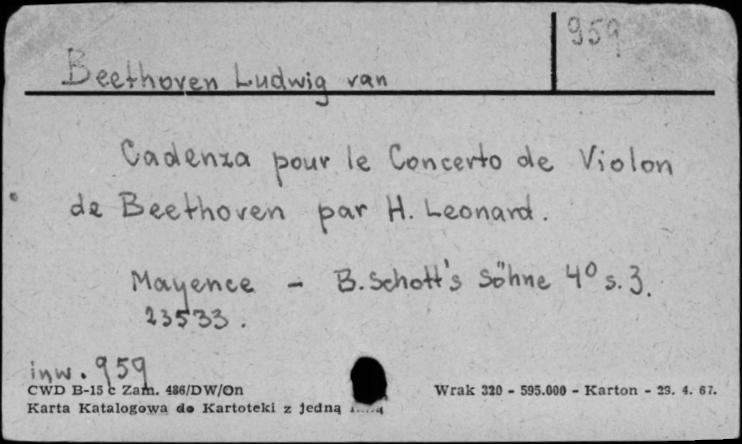 959
Beethoven Ludwig van
Cadenza pour le Concerto de Violon
de Beethoven par H. Leonard.
Mayence - B. Schott's Söhne 4° s. 3.
23533.
inw. 959
CWD B-15 c Zam. 486/DW/On Wrak 320 - 595.000 - Karton - 23. 4. 67.
Karta Katalogowa do Kartoteki z jedną